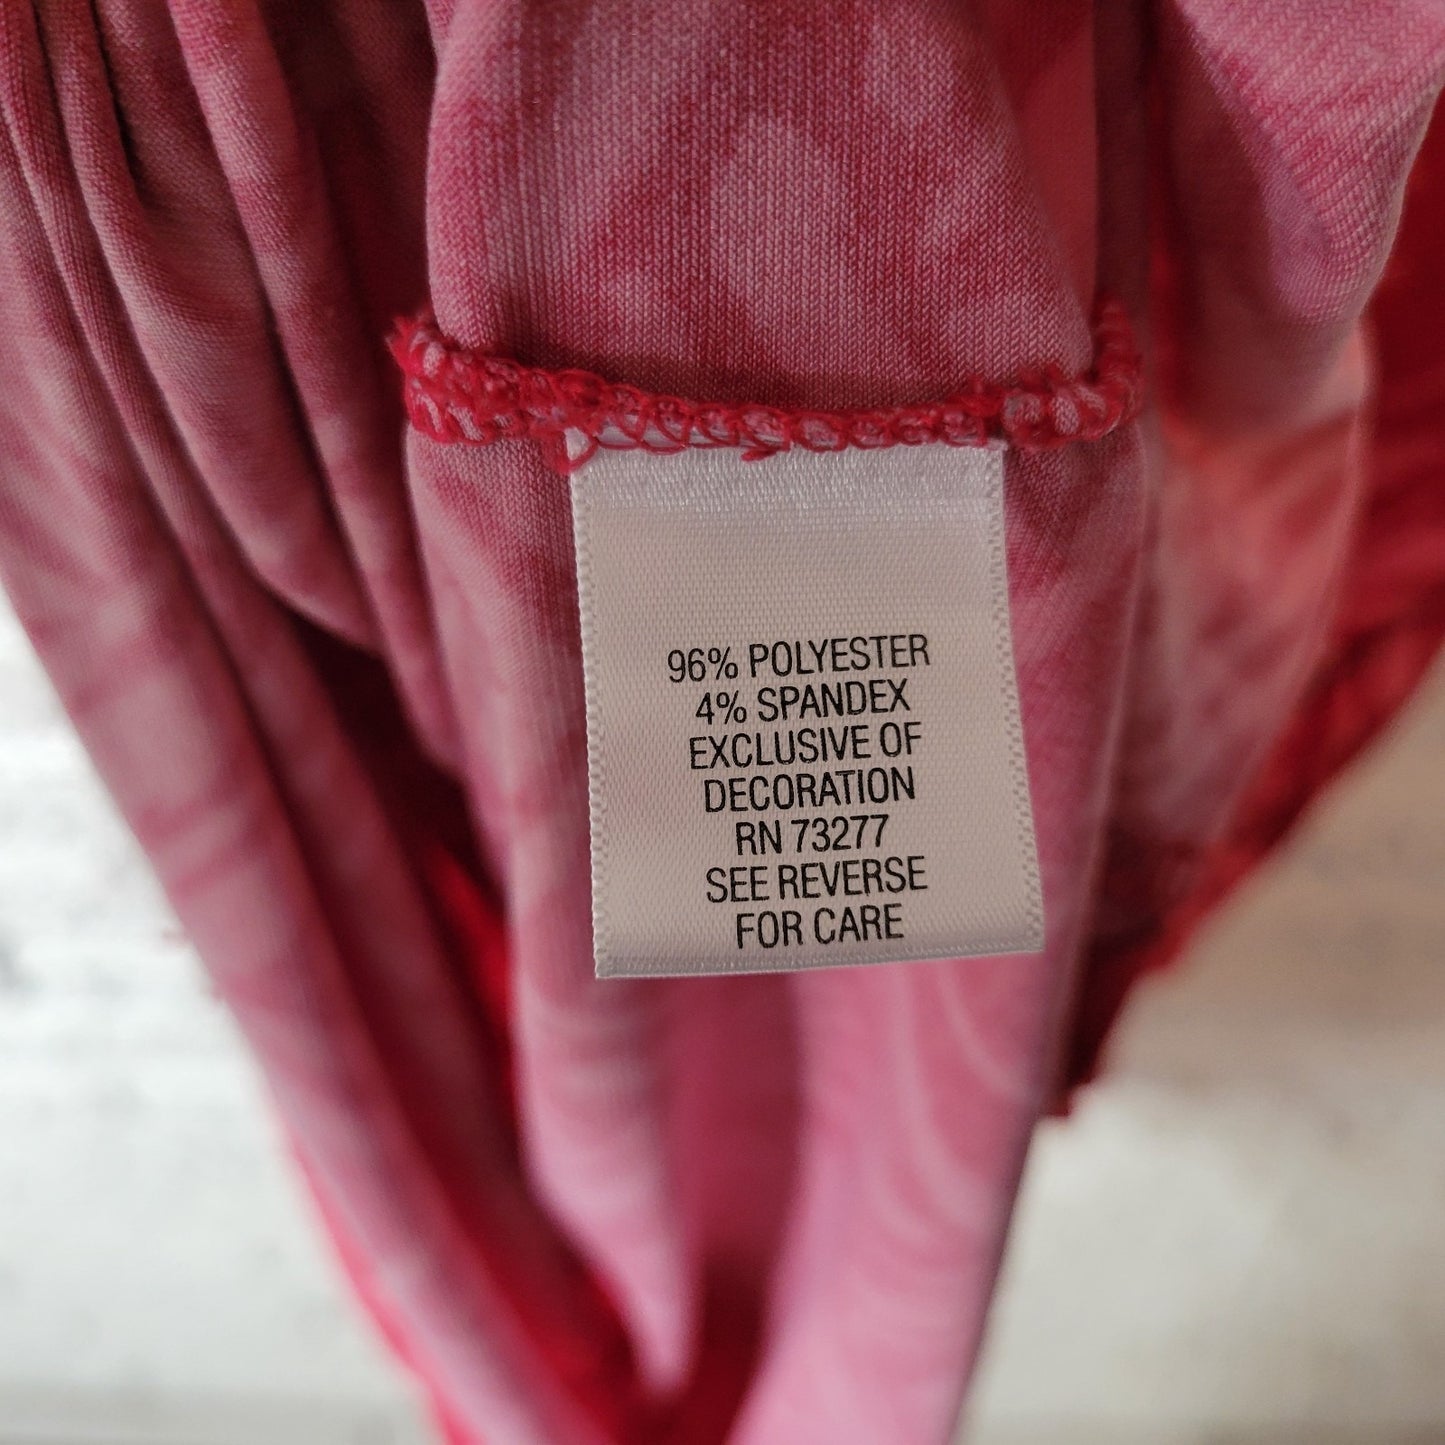 96% POLYESTER
4% SPANDEX
EXCLUSIVE OF
DECORATION
RN 73277
SEE REVERSE
FOR CARE